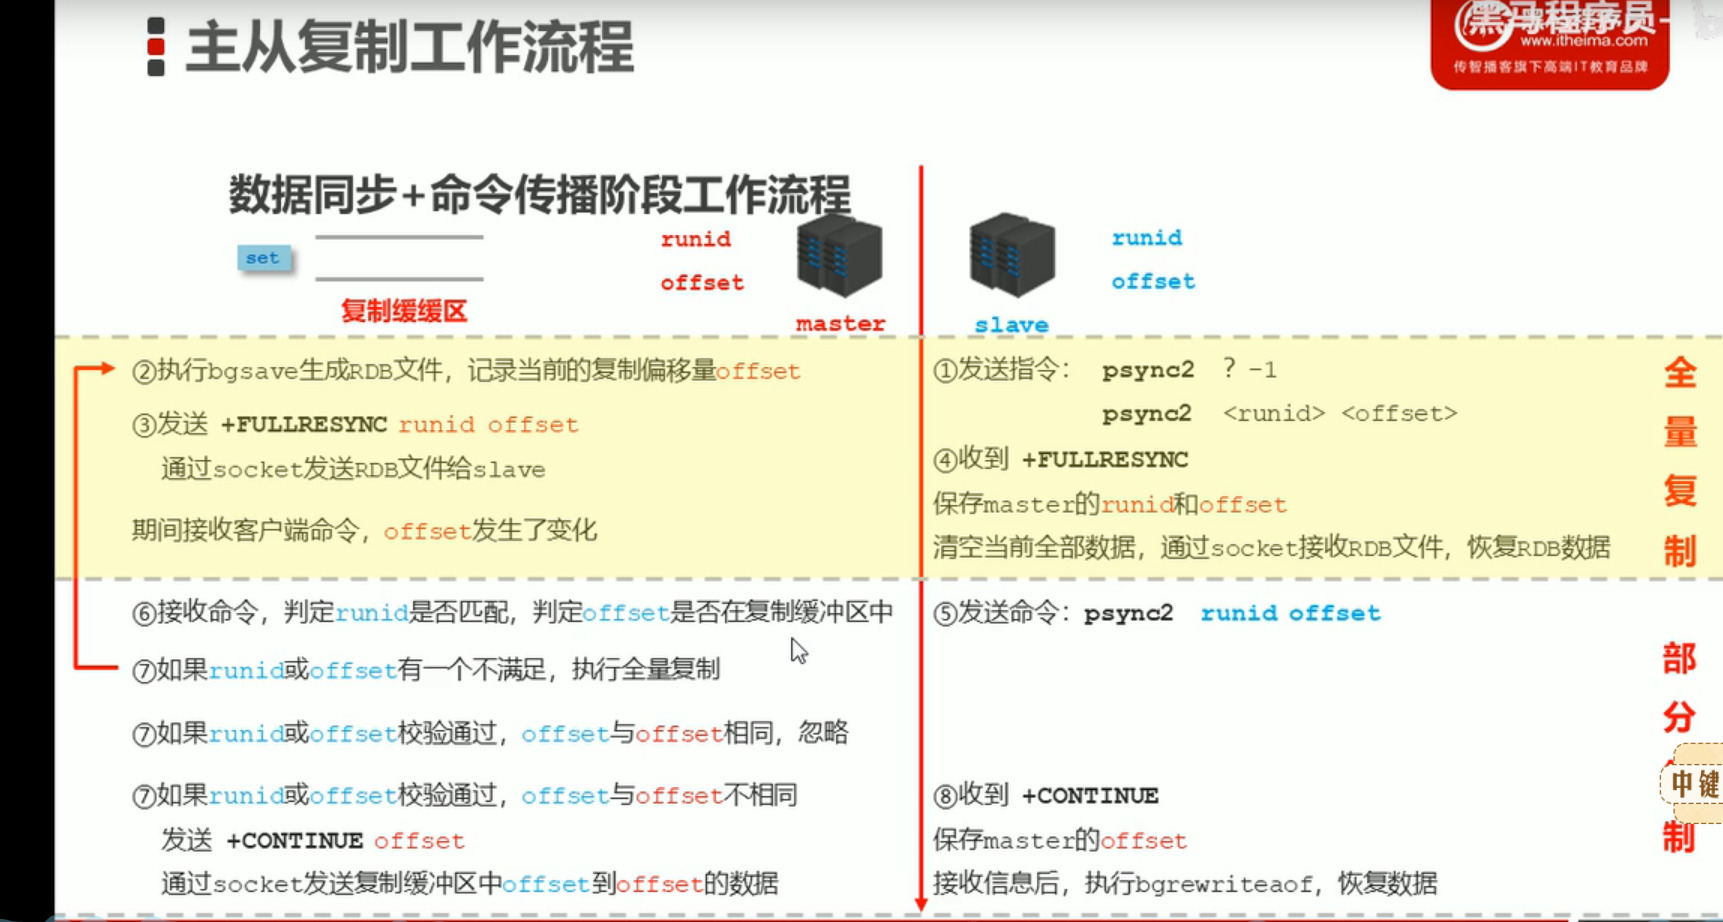 主从复制工作流程
黑马程序员
www.itheima.com
传智播客旗下高端IT教育品牌
数据同步+命令传播阶段工作流程
set
复制缓缓区
runid
offset
master
runid
offset
slave
②执行bgsave生成RDB文件，记录当前的复制偏移量offset
③发送 +FULLRESYNC runid offset
通过socket发送RDB文件给slave
期间接收客户端命令，offset发生了变化
①发送指令： psync2 ? -1
psync2 <runid> <offset>
④收到 +FULLRESYNC
保存master的runid和offset
清空当前全部数据，通过socket接收RDB文件，恢复RDB数据
全量复制
⑥接收命令，判定runid是否匹配，判定offset是否在复制缓冲区中
⑦如果runid或offset有一个不满足，执行全量复制
⑦如果runid或offset校验通过，offset与offset相同，忽略
⑦如果runid或offset校验通过，offset与offset不相同
发送 +CONTINUE offset
通过socket发送复制缓冲区中offset到offset的数据
⑤发送命令：psync2 runid offset
⑧收到 +CONTINUE
保存master的offset
接收信息后，执行bgrewriteaof，恢复数据
部分
制
中键